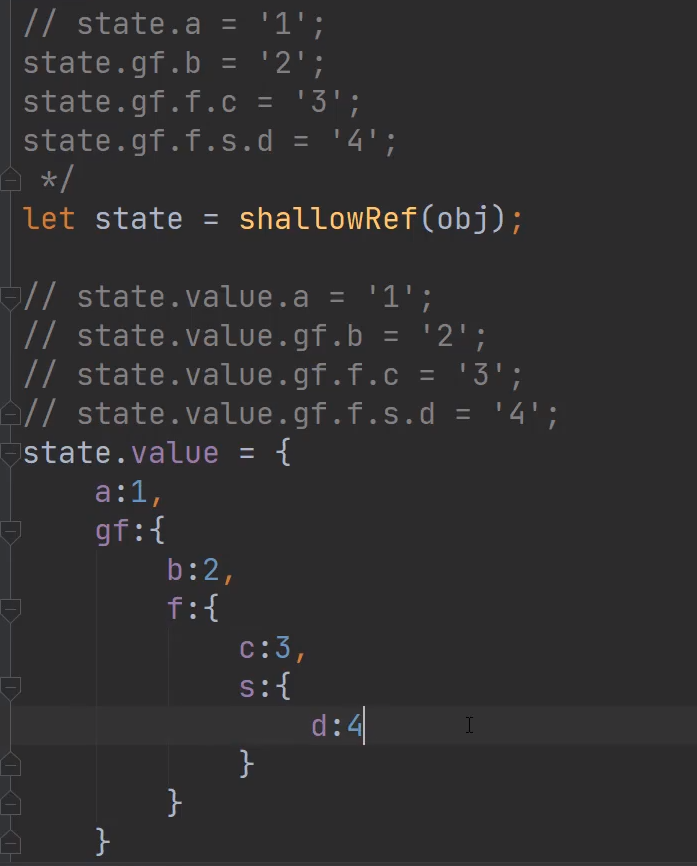 // state.a = '1';
state.gf.b = '2';
state.gf.f.c = '3';
state.gf.f.s.d = '4';
*/
let state = shallowRef(obj);
// state.value.a = '1';
// state.value.gf.b = '2';
// state.value.gf.f.c = '3';
// state.value.gf.f.s.d = '4';
state.value = {
a:1,
gf:{
b:2,
f:{
c:3,
s:{
d:4
}
}
}